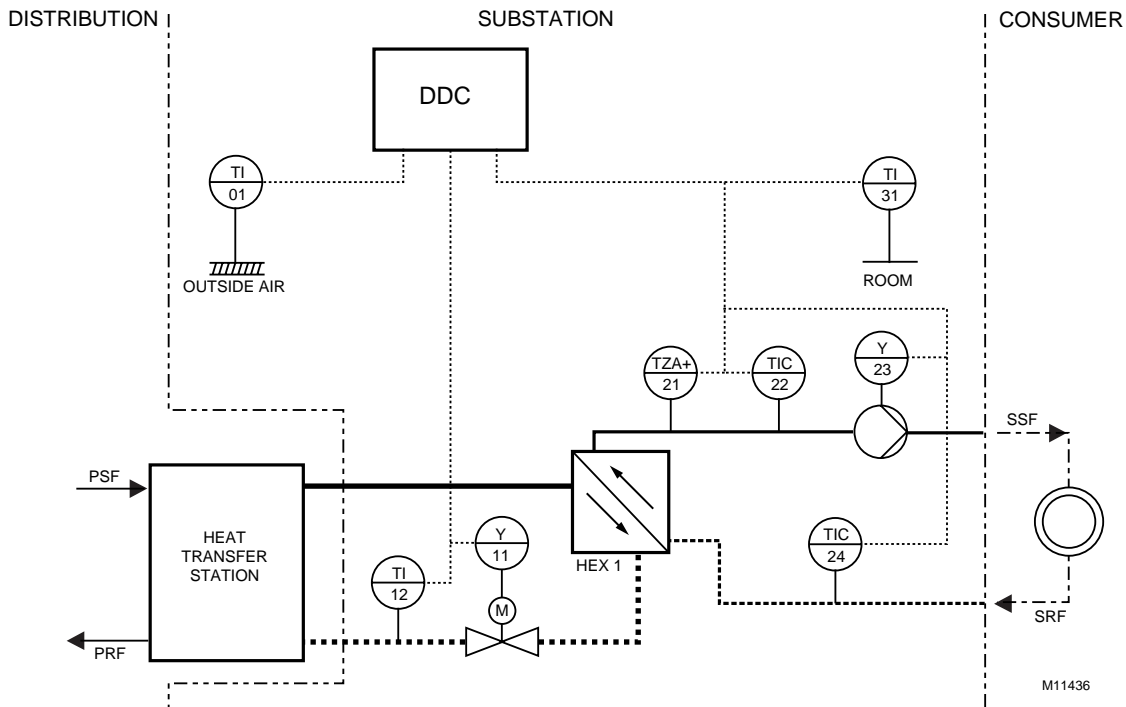 DISTRIBUTION
SUBSTATION
CONSUMER
DDC
TI
01
OUTSIDE AIR
TI
31
ROOM
TZA+
21
TIC
22
Y
23
SSF
PSF
HEAT
TRANSFER
STATION
HEX 1
Y
11
TI
12
M
TIC
24
SRF
PRF
M11436